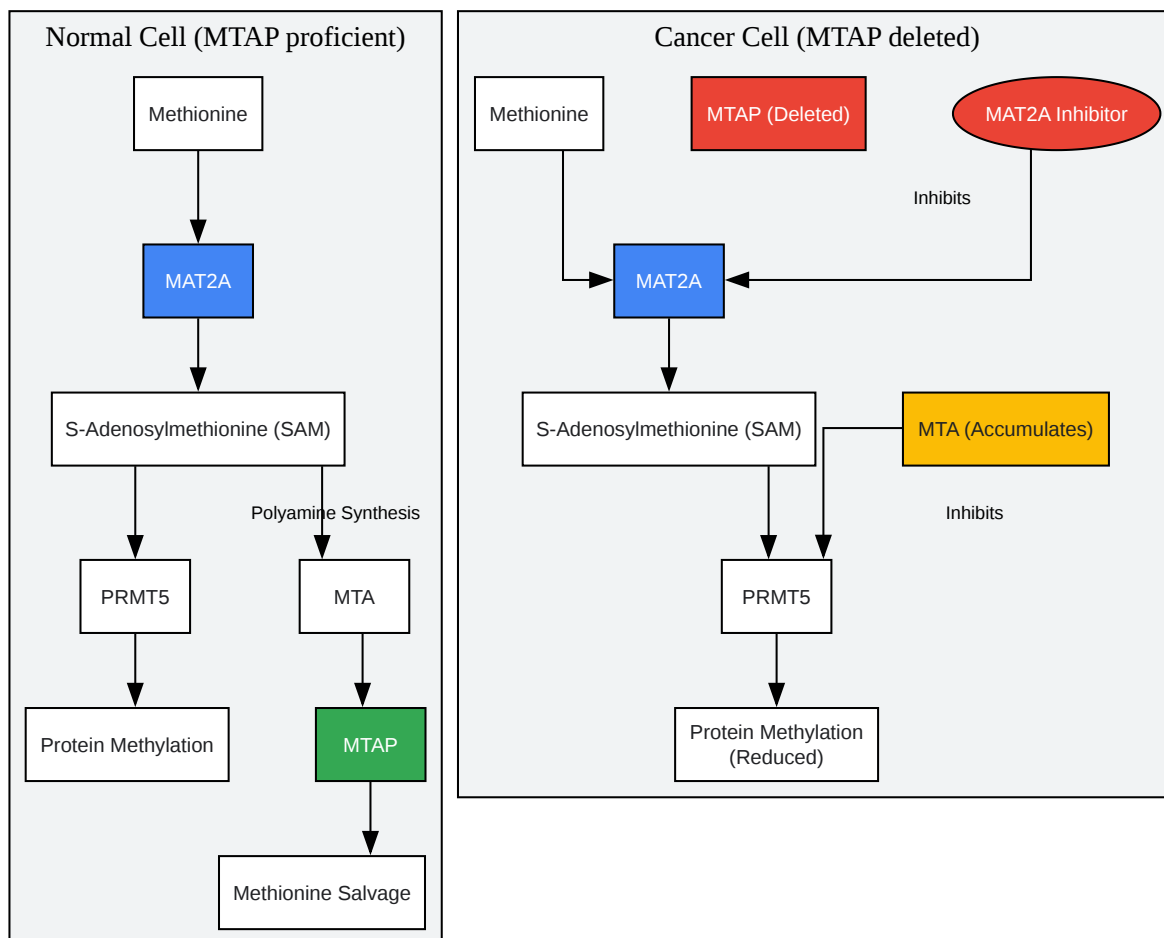 Normal Cell (MTAP proficient)
Methionine
MAT2A
S-Adenosylmethionine (SAM)
Polyamine Synthesis
PRMT5
MTA
Protein Methylation
MTAP
Methionine Salvage
Cancer Cell (MTAP deleted)
Methionine
MTAP (Deleted)
MAT2A Inhibitor
Inhibits
MAT2A
S-Adenosylmethionine (SAM)
MTA (Accumulates)
Inhibits
PRMT5
Protein Methylation
(Reduced)